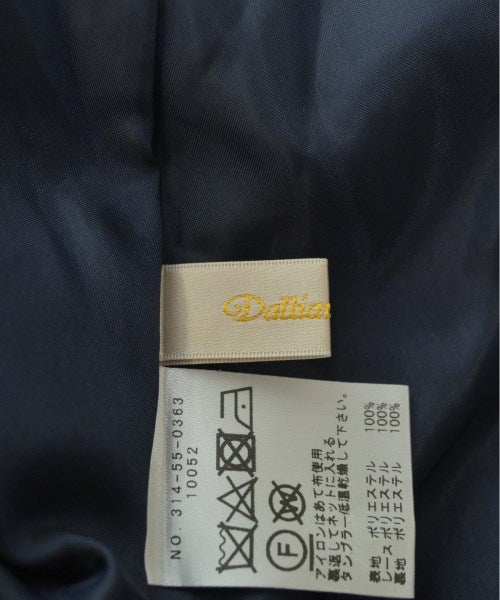 NO. 314-55-0363
10052
F
アイロンはあて布使用
裏返してネットに入れる
タンブラー低温乾燥して下さい。
表地 ポリエステル 100%
レース ポリエステル 100%
裏地 ポリエステル 100%